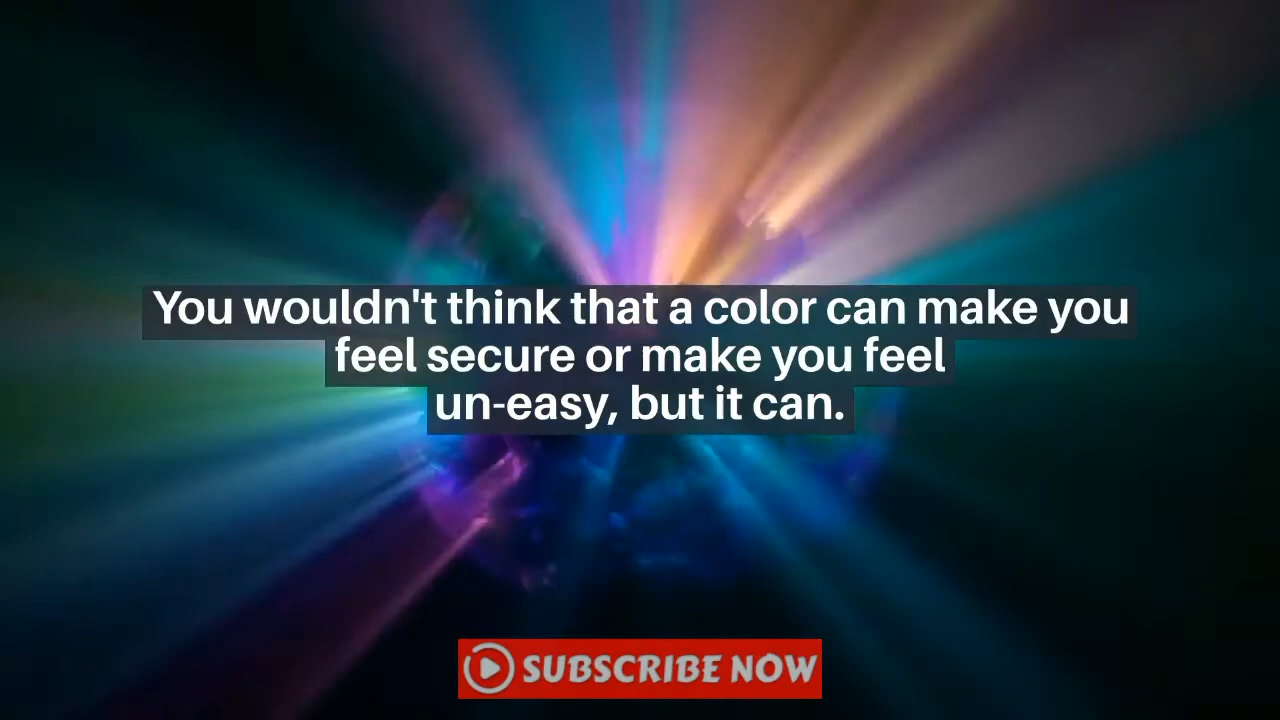 You wouldn't think that a color can make you
feel secure or make you feel
un-easy, but it can.
SUBSCRIBE NOW